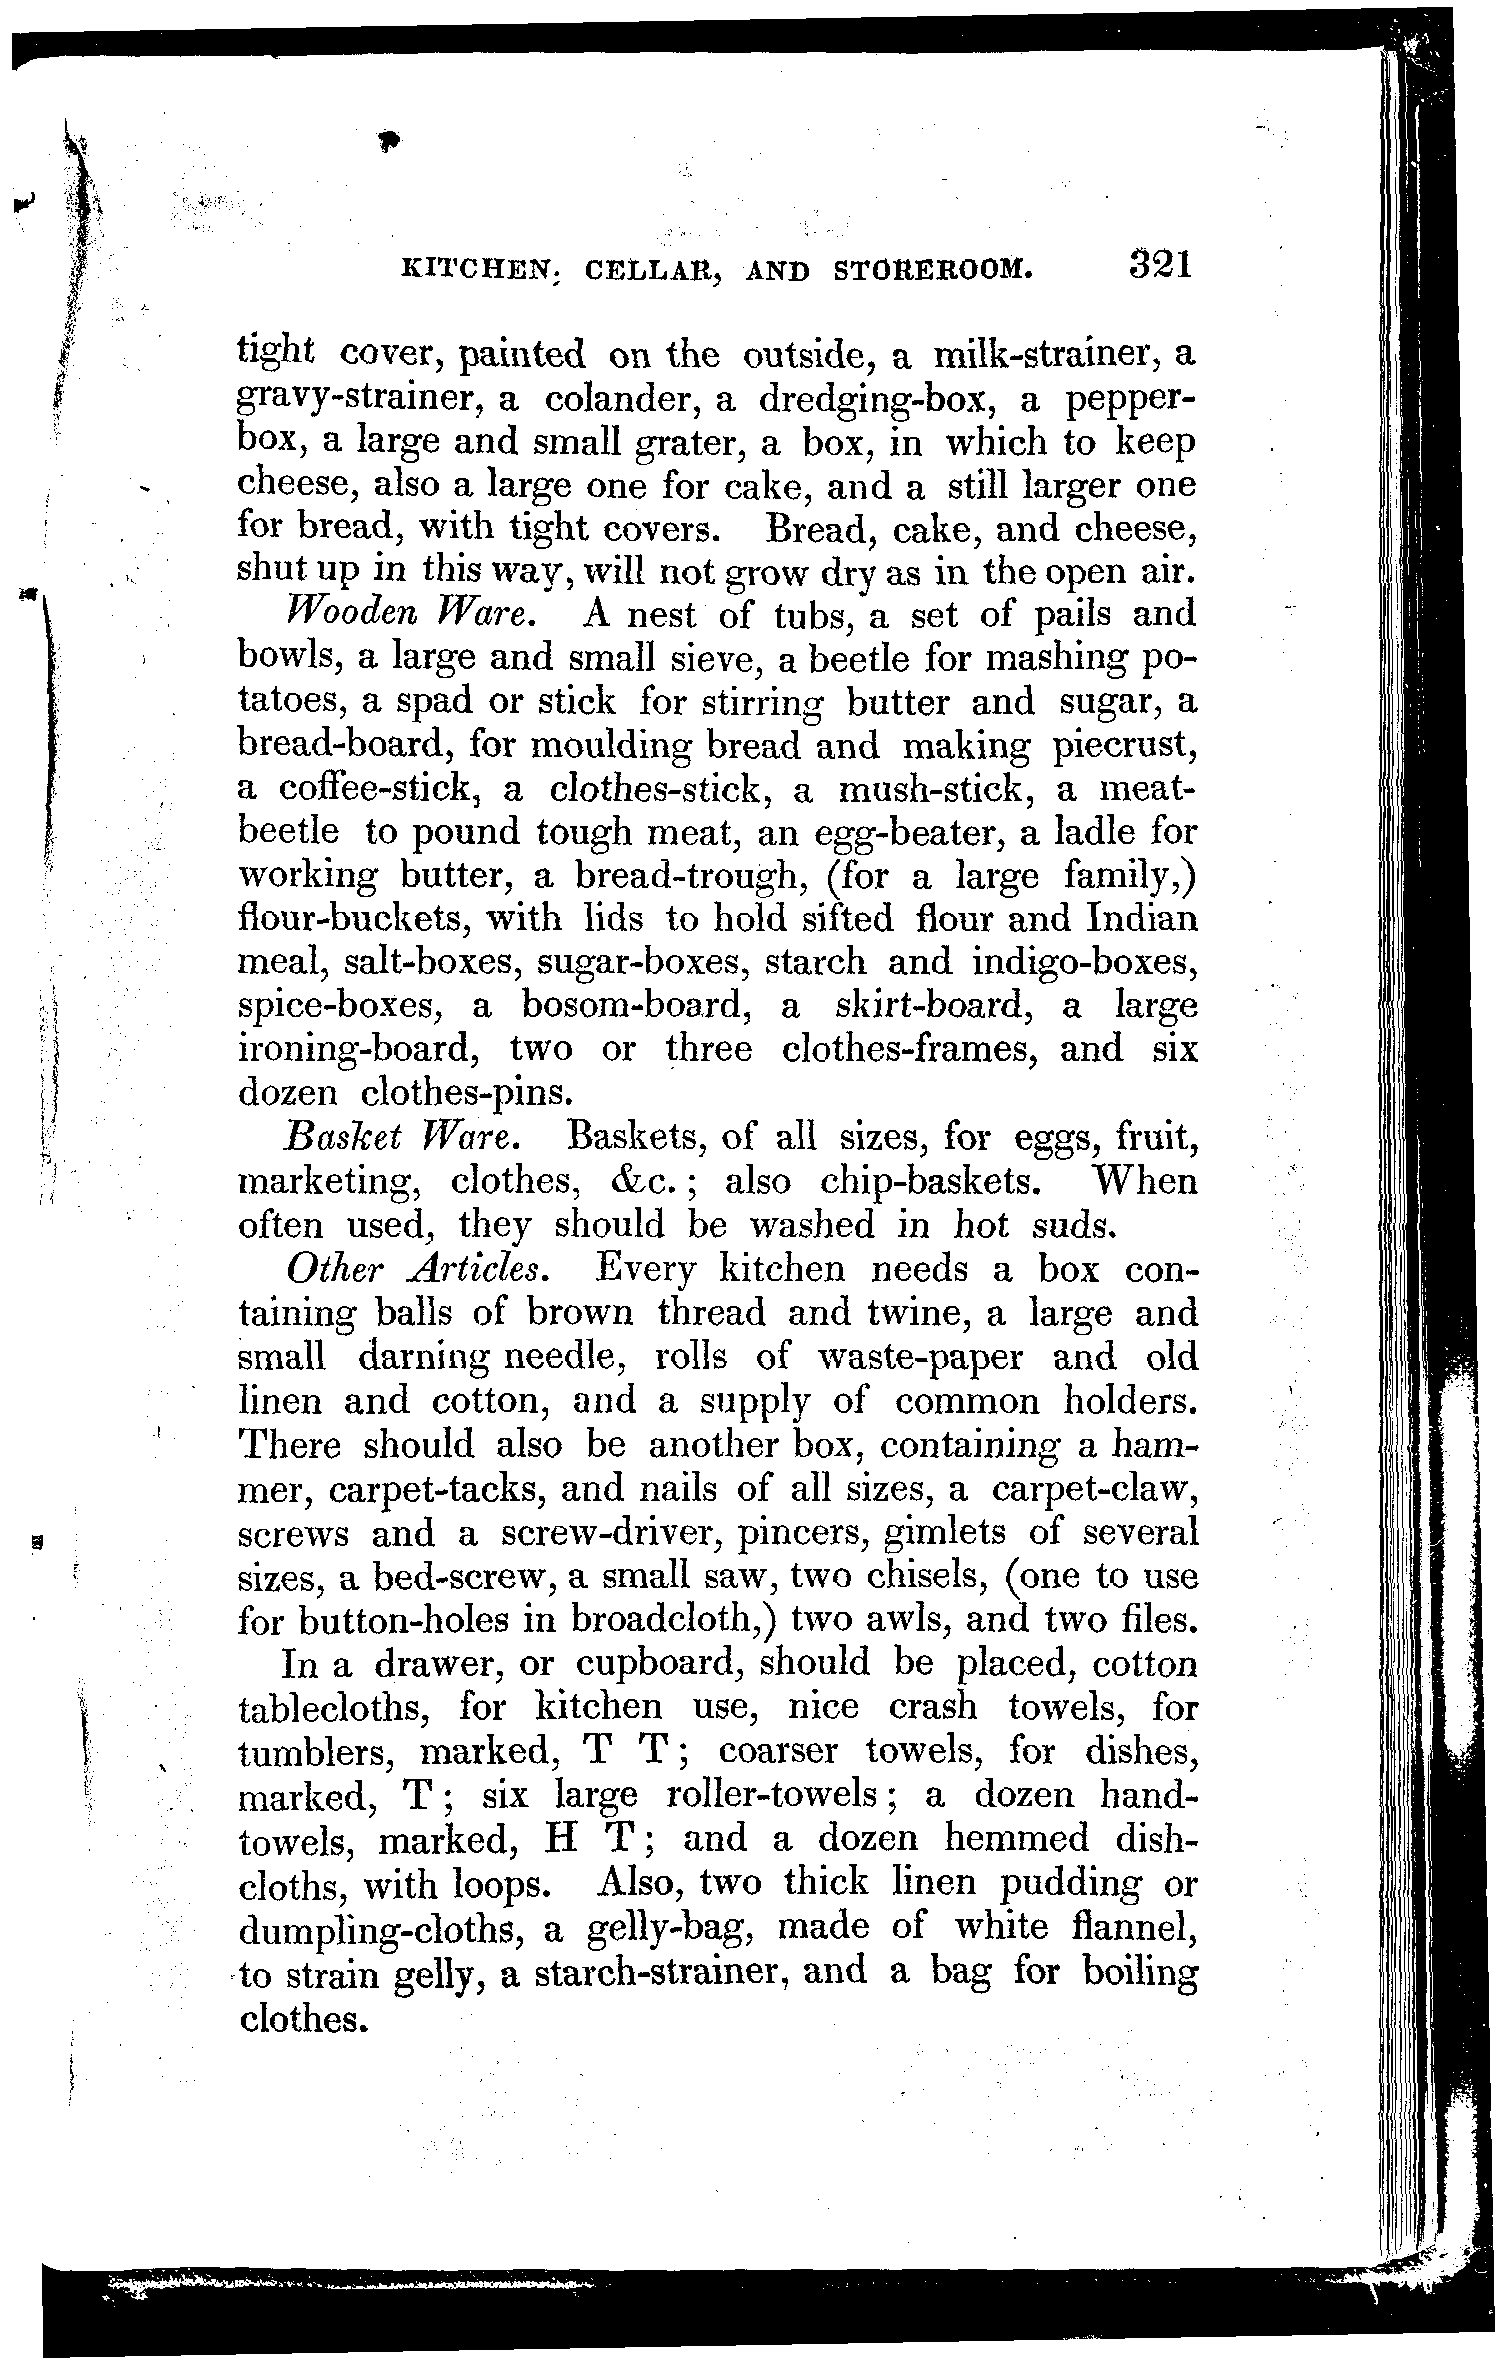 KITCHEN, CELLAR, AND STOREROOM. 321
tight cover, painted on the outside, a milk-strainer, a
gravy-strainer, a colander, a dredging-box, a pepper-
box, a large and small grater, a box, in which to keep
cheese, also a large one for cake, and a still larger one
for bread, with tight covers. Bread, cake, and cheese,
shut up in this way, will not grow dry as in the open air.
Wooden Ware. A nest of tubs, a set of pails and
bowls, a large and small sieve, a beetle for mashing po-
tatoes, a spad or stick for stirring butter and sugar, a
bread-board, for moulding bread and making piecrust,
a coffee-stick, a clothes-stick, a mush-stick, a meat-
beetle to pound tough meat, an egg-beater, a ladle for
working butter, a bread-trough, (for a large family,)
flour-buckets, with lids to hold sifted flour and Indian
meal, salt-boxes, sugar-boxes, starch and indigo-boxes,
spice-boxes, a bosom-board, a skirt-board, a large
ironing-board, two or three clothes-frames, and six
dozen clothes-pins.
Basket Ware. Baskets, of all sizes, for eggs, fruit,
marketing, clothes, &c. ; also chip-baskets. When
often used, they should be washed in hot suds.
Other Articles. Every kitchen needs a box con-
taining balls of brown thread and twine, a large and
small darning needle, rolls of waste-paper and old
linen and cotton, and a supply of common holders.
There should also be another box, containing a ham-
mer, carpet-tacks, and nails of all sizes, a carpet-claw,
screws and a screw-driver, pincers, gimlets of several
sizes, a bed-screw, a small saw, two chisels, (one to use
for button-holes in broadcloth,) two awls, and two files.
In a drawer, or cupboard, should be placed, cotton
tablecloths, for kitchen use, nice crash towels, for
tumblers, marked, T T ; coarser towels, for dishes,
marked, T ; six large roller-towels ; a dozen hand-
towels, marked, H T ; and a dozen hemmed dish-
cloths, with loops. Also, two thick linen pudding or
dumpling-cloths, a gelly-bag, made of white flannel,
to strain gelly, a starch-strainer, and a bag for boiling
clothes.